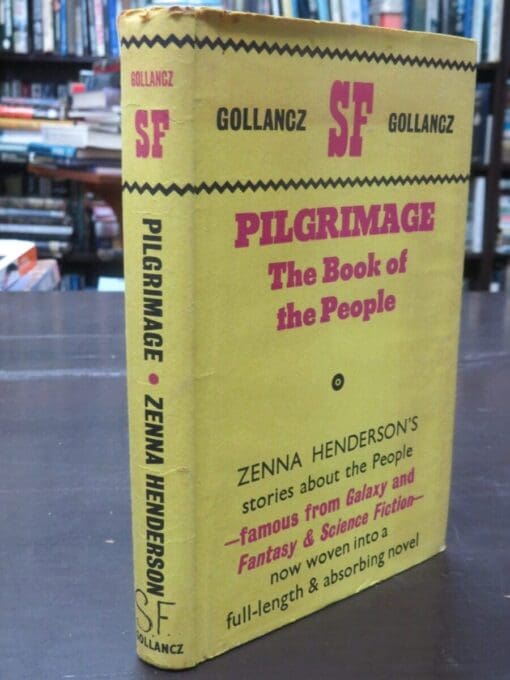 GOLLANCZ
SF
PILGRIMAGE • ZENNA HENDERSON
S.F.
GOLLANCZ
GOLLANCZ SF GOLLANCZ
PILGRIMAGE
The Book of
the People
ZENNA HENDERSON'S
stories about the People
—famous from Galaxy and
Fantasy & Science Fiction—
now woven into a
full-length & absorbing novel